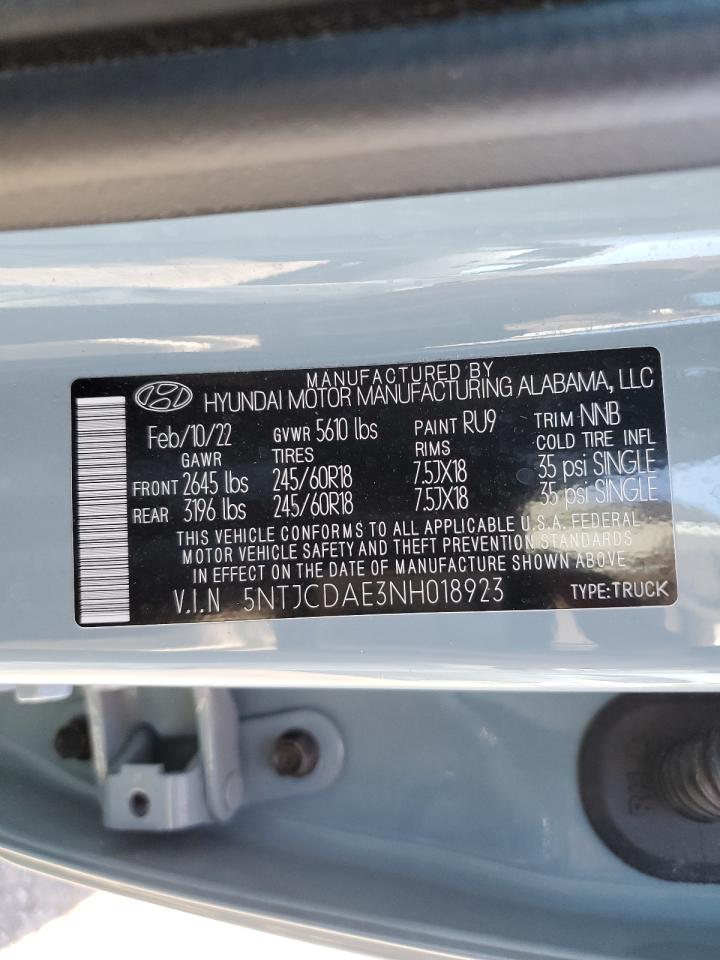 MANUFACTURED BY
HYUNDAI MOTOR MANUFACTURING ALABAMA, LLC
Feb/10/22 GVWR 5610 lbs PAINT RU9 TRIM NNB
GAWR TIRES RIMS COLD TIRE INFL
FRONT 2645 lbs 245/60R18 7.5JX18 35 psi SINGLE
REAR 3196 lbs 245/60R18 7.5JX18 35 psi SINGLE
THIS VEHICLE CONFORMS TO ALL APPLICABLE U.S.A. FEDERAL
MOTOR VEHICLE SAFETY AND THEFT PREVENTION STANDARDS
IN EFFECT ON THE DATE OF MANUFACTURE SHOWN ABOVE
V.I.N 5NTJCDAE3NH018923 TYPE:TRUCK